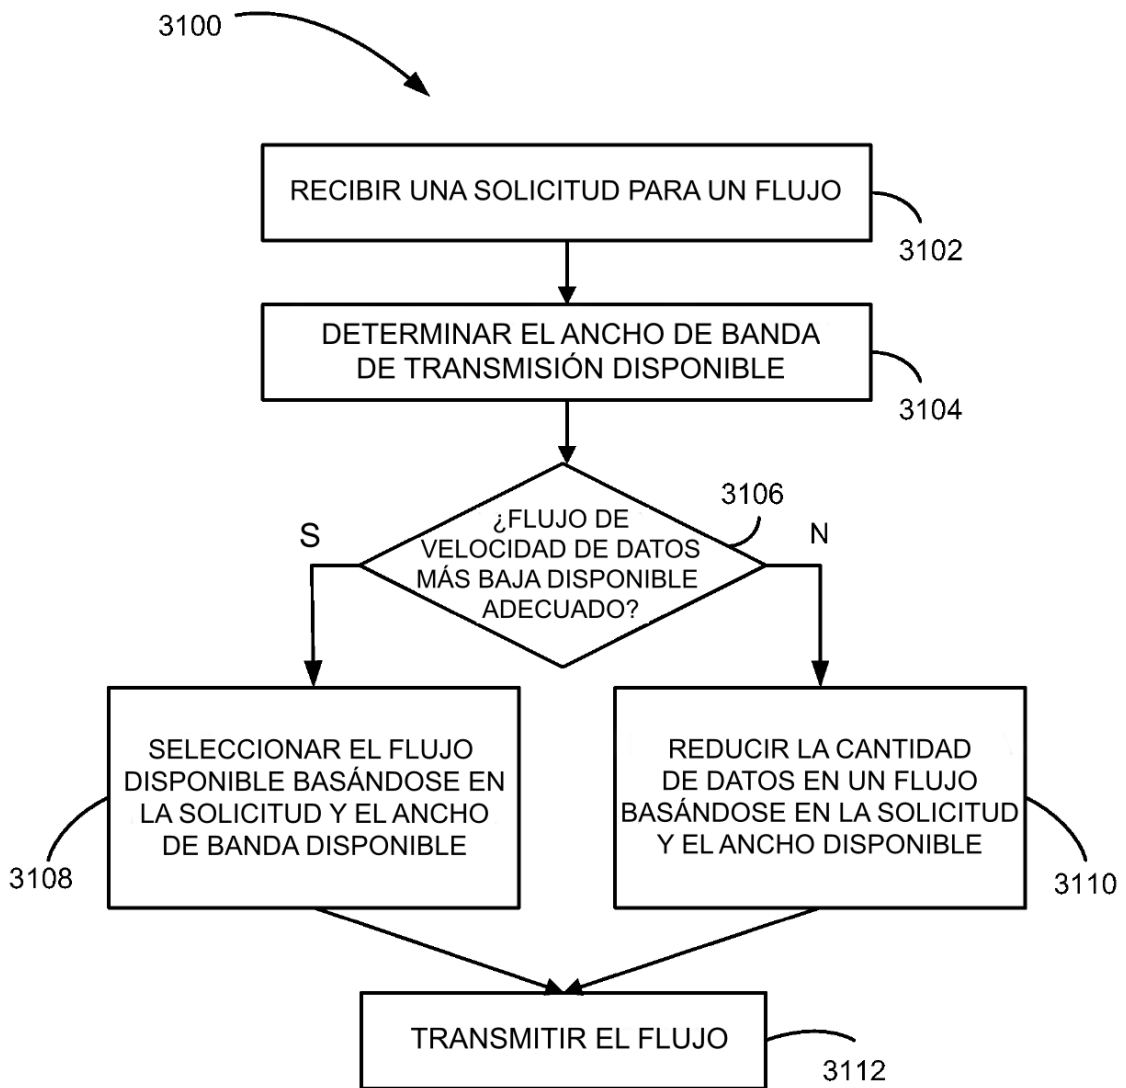 3100
RECIBIR UNA SOLICITUD PARA UN FLUJO
3102
DETERMINAR EL ANCHO DE BANDA
DE TRANSMISIÓN DISPONIBLE
3104
3106
¿FLUJO DE
VELOCIDAD DE DATOS
MÁS BAJA DISPONIBLE
ADECUADO?
S
N
SELECCIONAR EL FLUJO
DISPONIBLE BASÁNDOSE EN
LA SOLICITUD Y EL ANCHO
DE BANDA DISPONIBLE
3108
REDUCIR LA CANTIDAD
DE DATOS EN UN FLUJO
BASÁNDOSE EN LA SOLICITUD
Y EL ANCHO DISPONIBLE
3110
TRANSMITIR EL FLUJO
3112